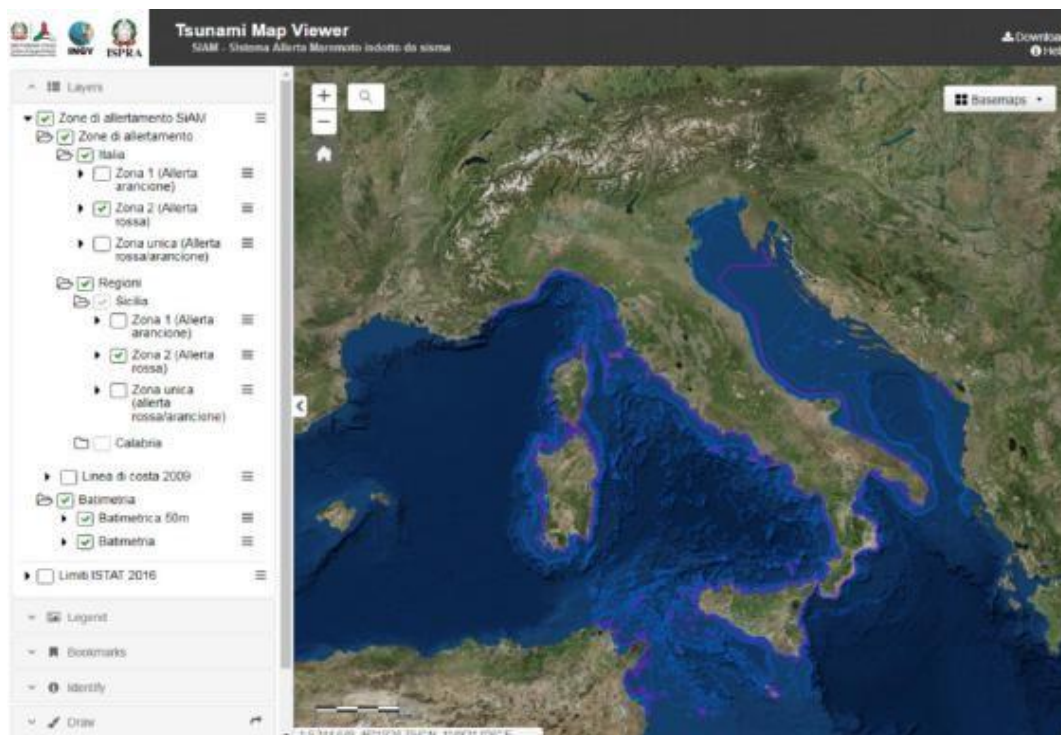 INGV
ISPRA
Tsunami Map Viewer
SiAM - Sistema Allerta Maremoto indotto da sisma
Downloa
Hel
Layers
Basemaps
Zone di allertamento SiAM
Zone di allertamento
Italia
Zona 1 (Allerta
arancione)
Zona 2 (Allerta
rossa)
Zona unica (Allerta
rossa/arancione)
Regioni
Sicilia
Zona 1 (Allerta
arancione)
Zona 2 (Allerta
rossa)
Zona unica
(allerta
rossa/arancione)
Calabria
Linea di costa 2009
Batimetria
Batimetrica 50m
Batimetria
Limiti ISTAT 2016
Legend
Bookmarks
Identify
Draw